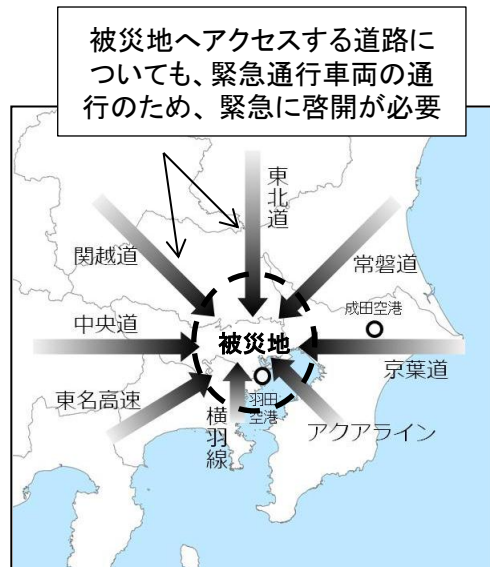 被災地へアクセスする道路に
ついても、緊急通行車両の通
行のため、 緊急に啓開が必要
東北道
関越道
常磐道
成田空港
中央道
被災地
京葉道
東名高速
羽田
空港
横羽線
アクアライン